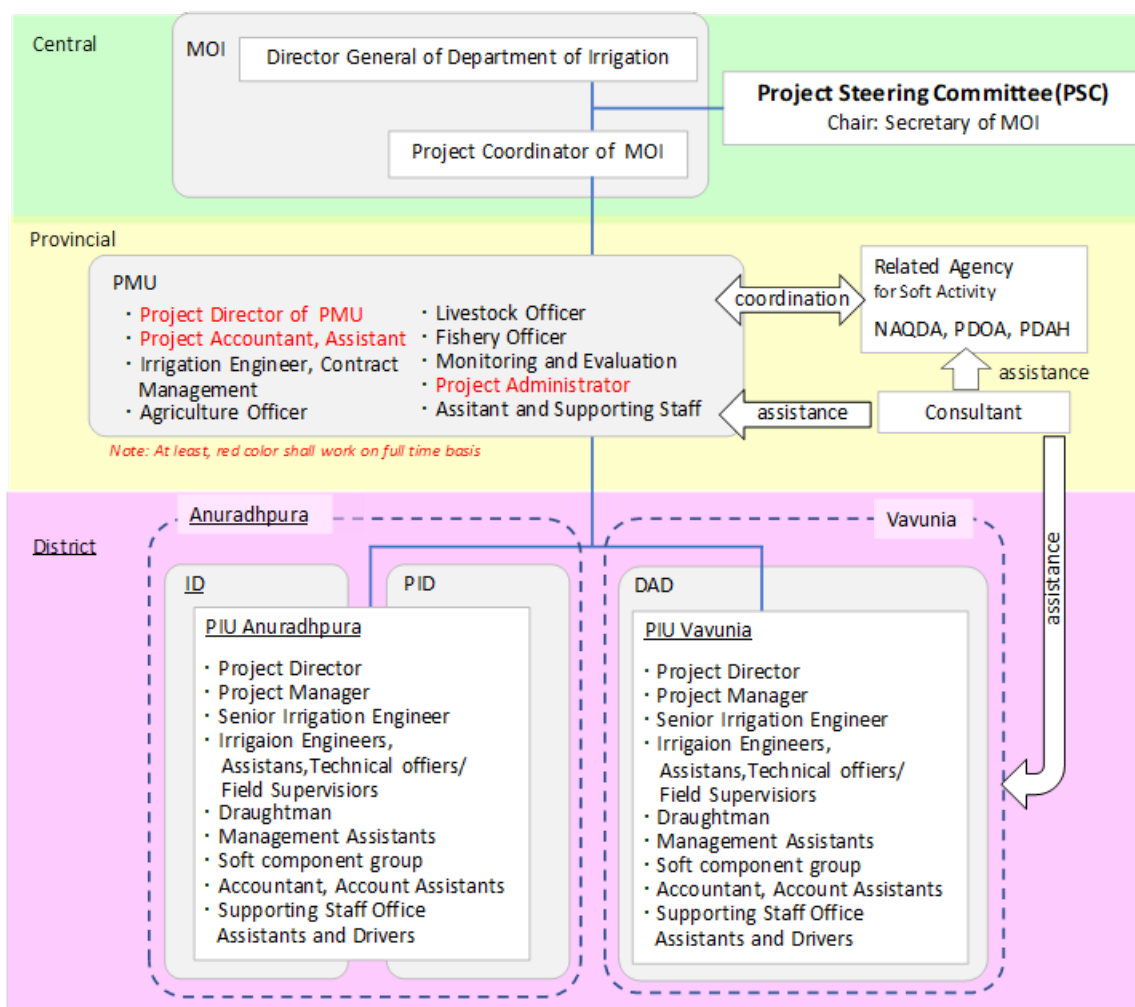 Central
MOI
Director General of Department of Irrigation
Project Steering Committee(PSC)
Chair: Secretary of MOI
Project Coordinator of MOI
Provincial
PMU
・Project Director of PMU
・Project Accountant, Assistant
・Irrigation Engineer, Contract
Management
・Agriculture Officer
・Livestock Officer
・Fishery Officer
・Monitoring and Evaluation
・Project Administrator
・Assitant and Supporting Staff
coordination
Related Agency
for Soft Activity
NAQDA, PDOA, PDAH
assistance
assistance
Consultant
Note: At least, red color shall work on full time basis
District
Anuradhpura
ID
PID
PIU Anuradhpura
・Project Director
・Project Manager
・Senior Irrigation Engineer
・Irrigaion Engineers,
Assistans,Technical offiers/
Field Supervisiors
・Draughtman
・Management Assistants
・Soft component group
・Accountant, Account Assistants
・Supporting Staff Office
Assistants and Drivers
Vavunia
DAD
PIU Vavunia
・Project Director
・Project Manager
・Senior Irrigation Engineer
・Irrigaion Engineers,
Assistans,Technical offiers/
Field Supervisiors
・Draughtman
・Management Assistants
・Soft component group
・Accountant, Account Assistants
・Supporting Staff Office
Assistants and Drivers
assistance